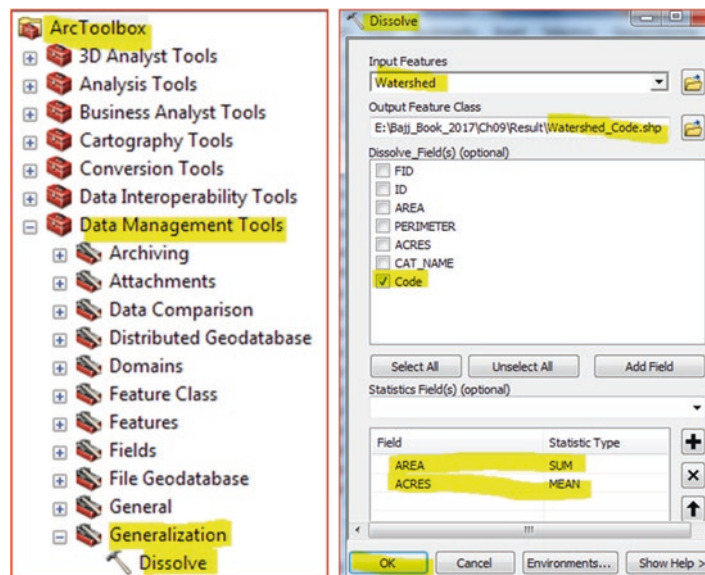 ArcToolbox
3D Analyst Tools
Analysis Tools
Business Analyst Tools
Cartography Tools
Conversion Tools
Data Interoperability Tools
Data Management Tools
Archiving
Attachments
Data Comparison
Distributed Geodatabase
Domains
Feature Class
Features
Fields
File Geodatabase
General
Generalization
Dissolve
Dissolve
Input Features
Watershed
Output Feature Class
E:\Bajj_Book_2017\Ch09\Result\Watershed_Code.shp
Dissolve_Field(s) (optional)
FID
ID
AREA
PERIMETER
ACRES
CAT_NAME
Code
Select All Unselect All Add Field
Statistics Field(s) (optional)
Field Statistic Type
AREA SUM
ACRES MEAN
OK Cancel Environments... Show Help >